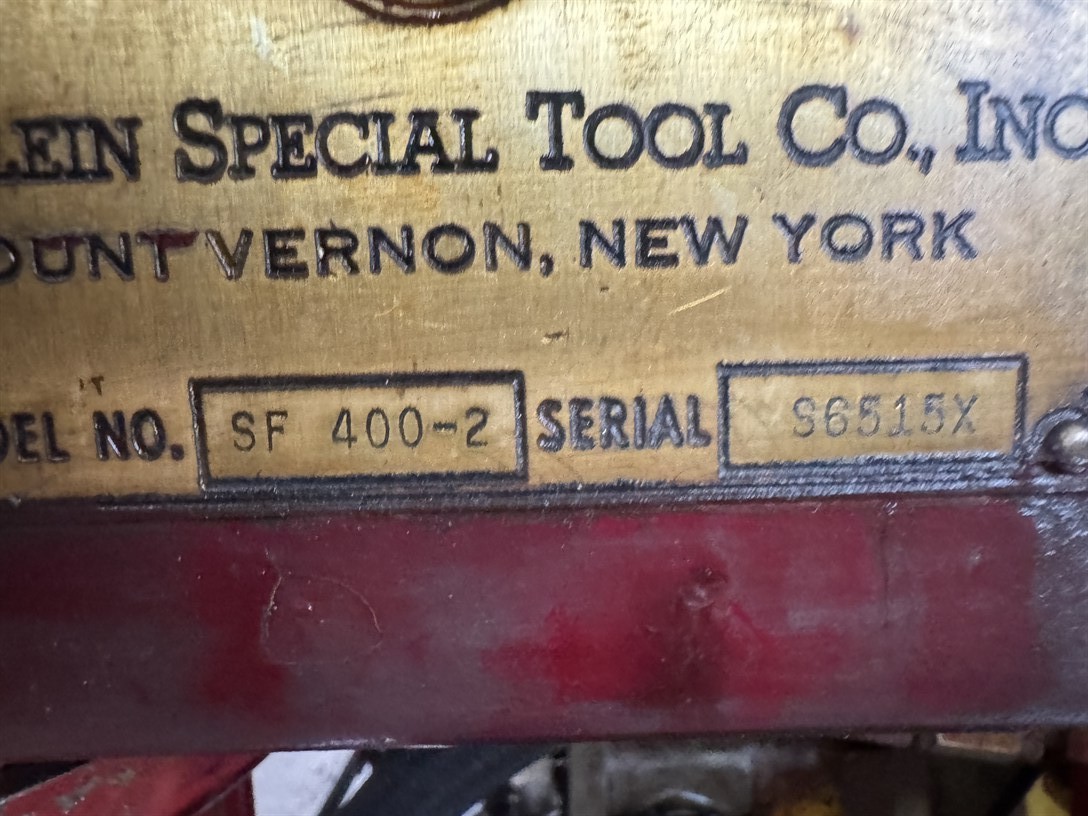 LEIN SPECIAL TOOL CO., INC
OUNT VERNON, NEW YORK
DEL NO. SF 400-2 SERIAL S6515X